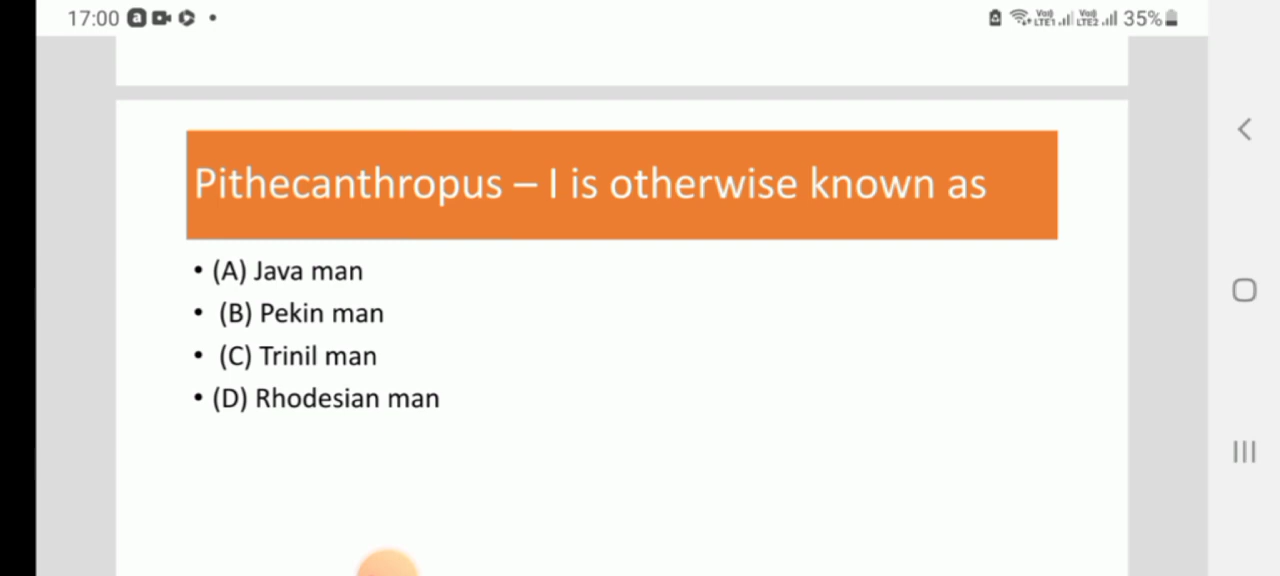 17:00 35%
Pithecanthropus – I is otherwise known as
• (A) Java man
• (B) Pekin man
• (C) Trinil man
• (D) Rhodesian man